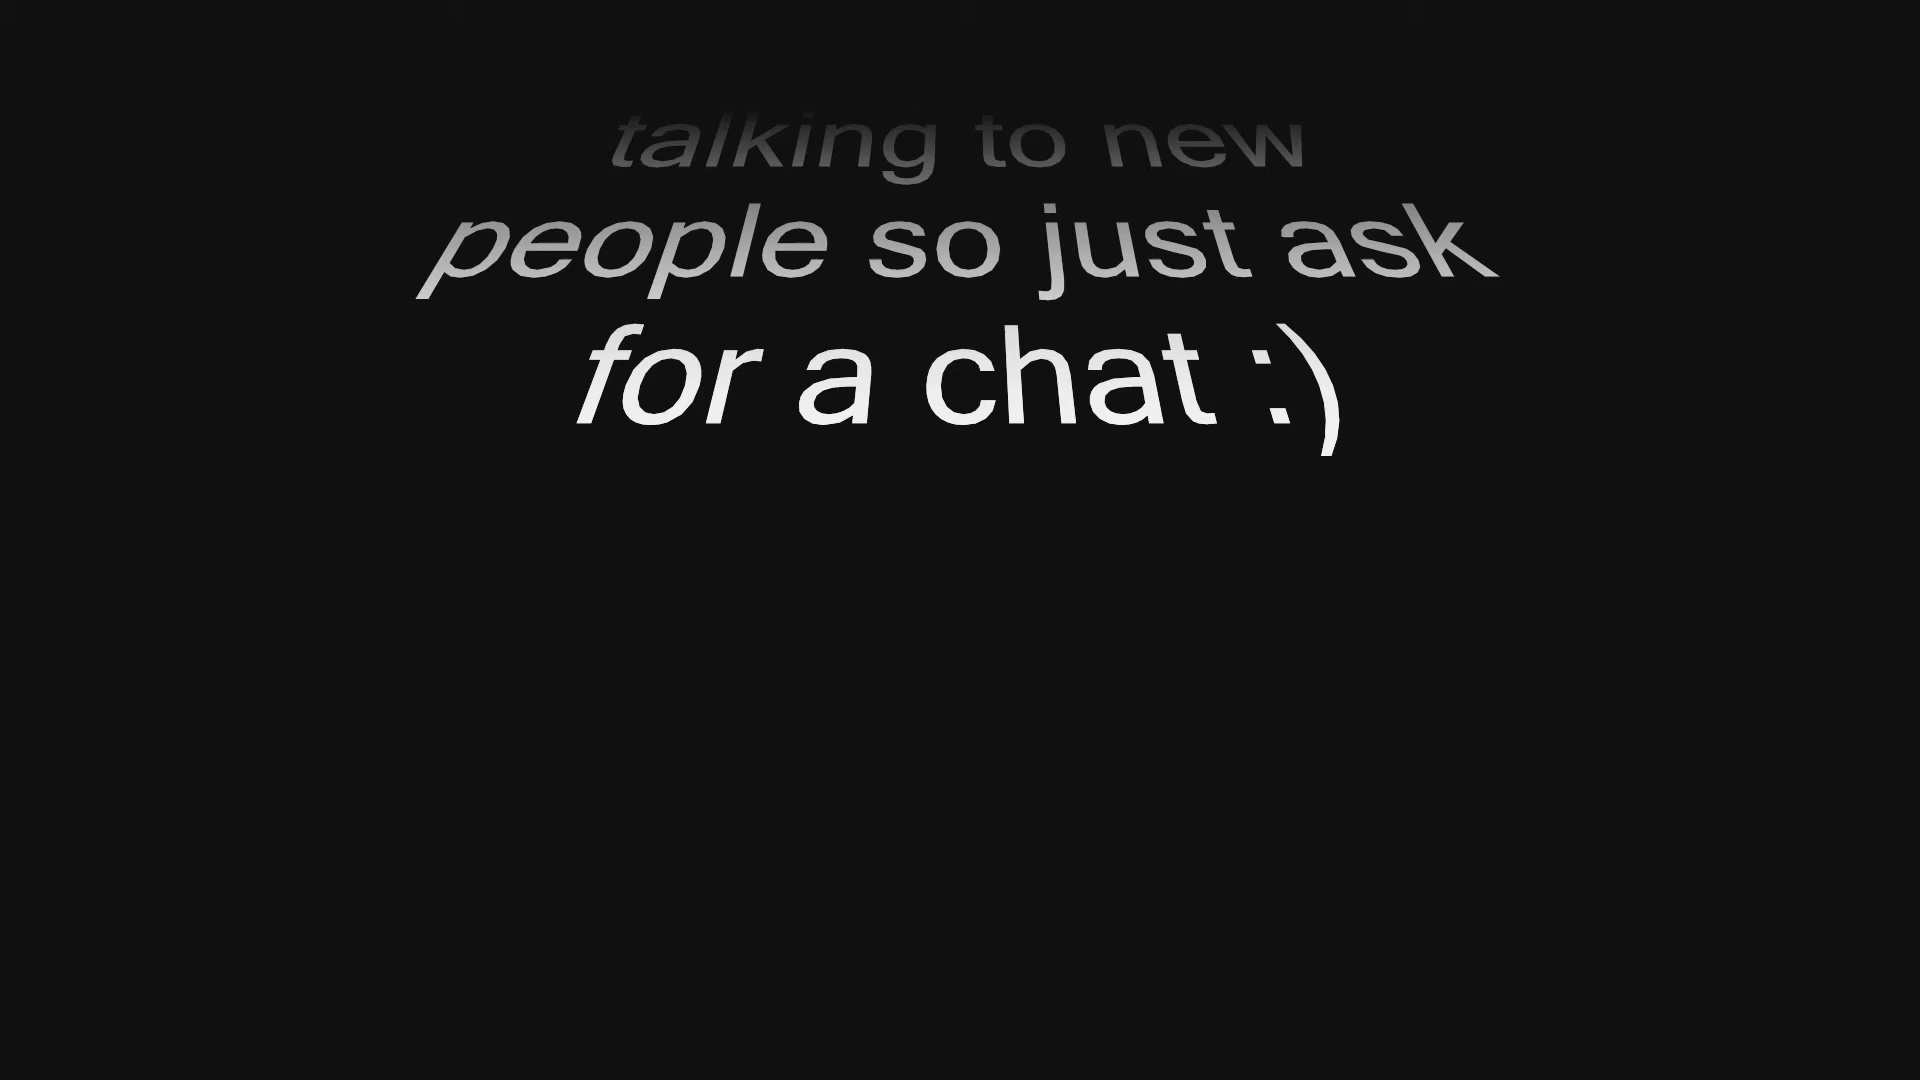 talking to new
people so just ask
for a chat :)